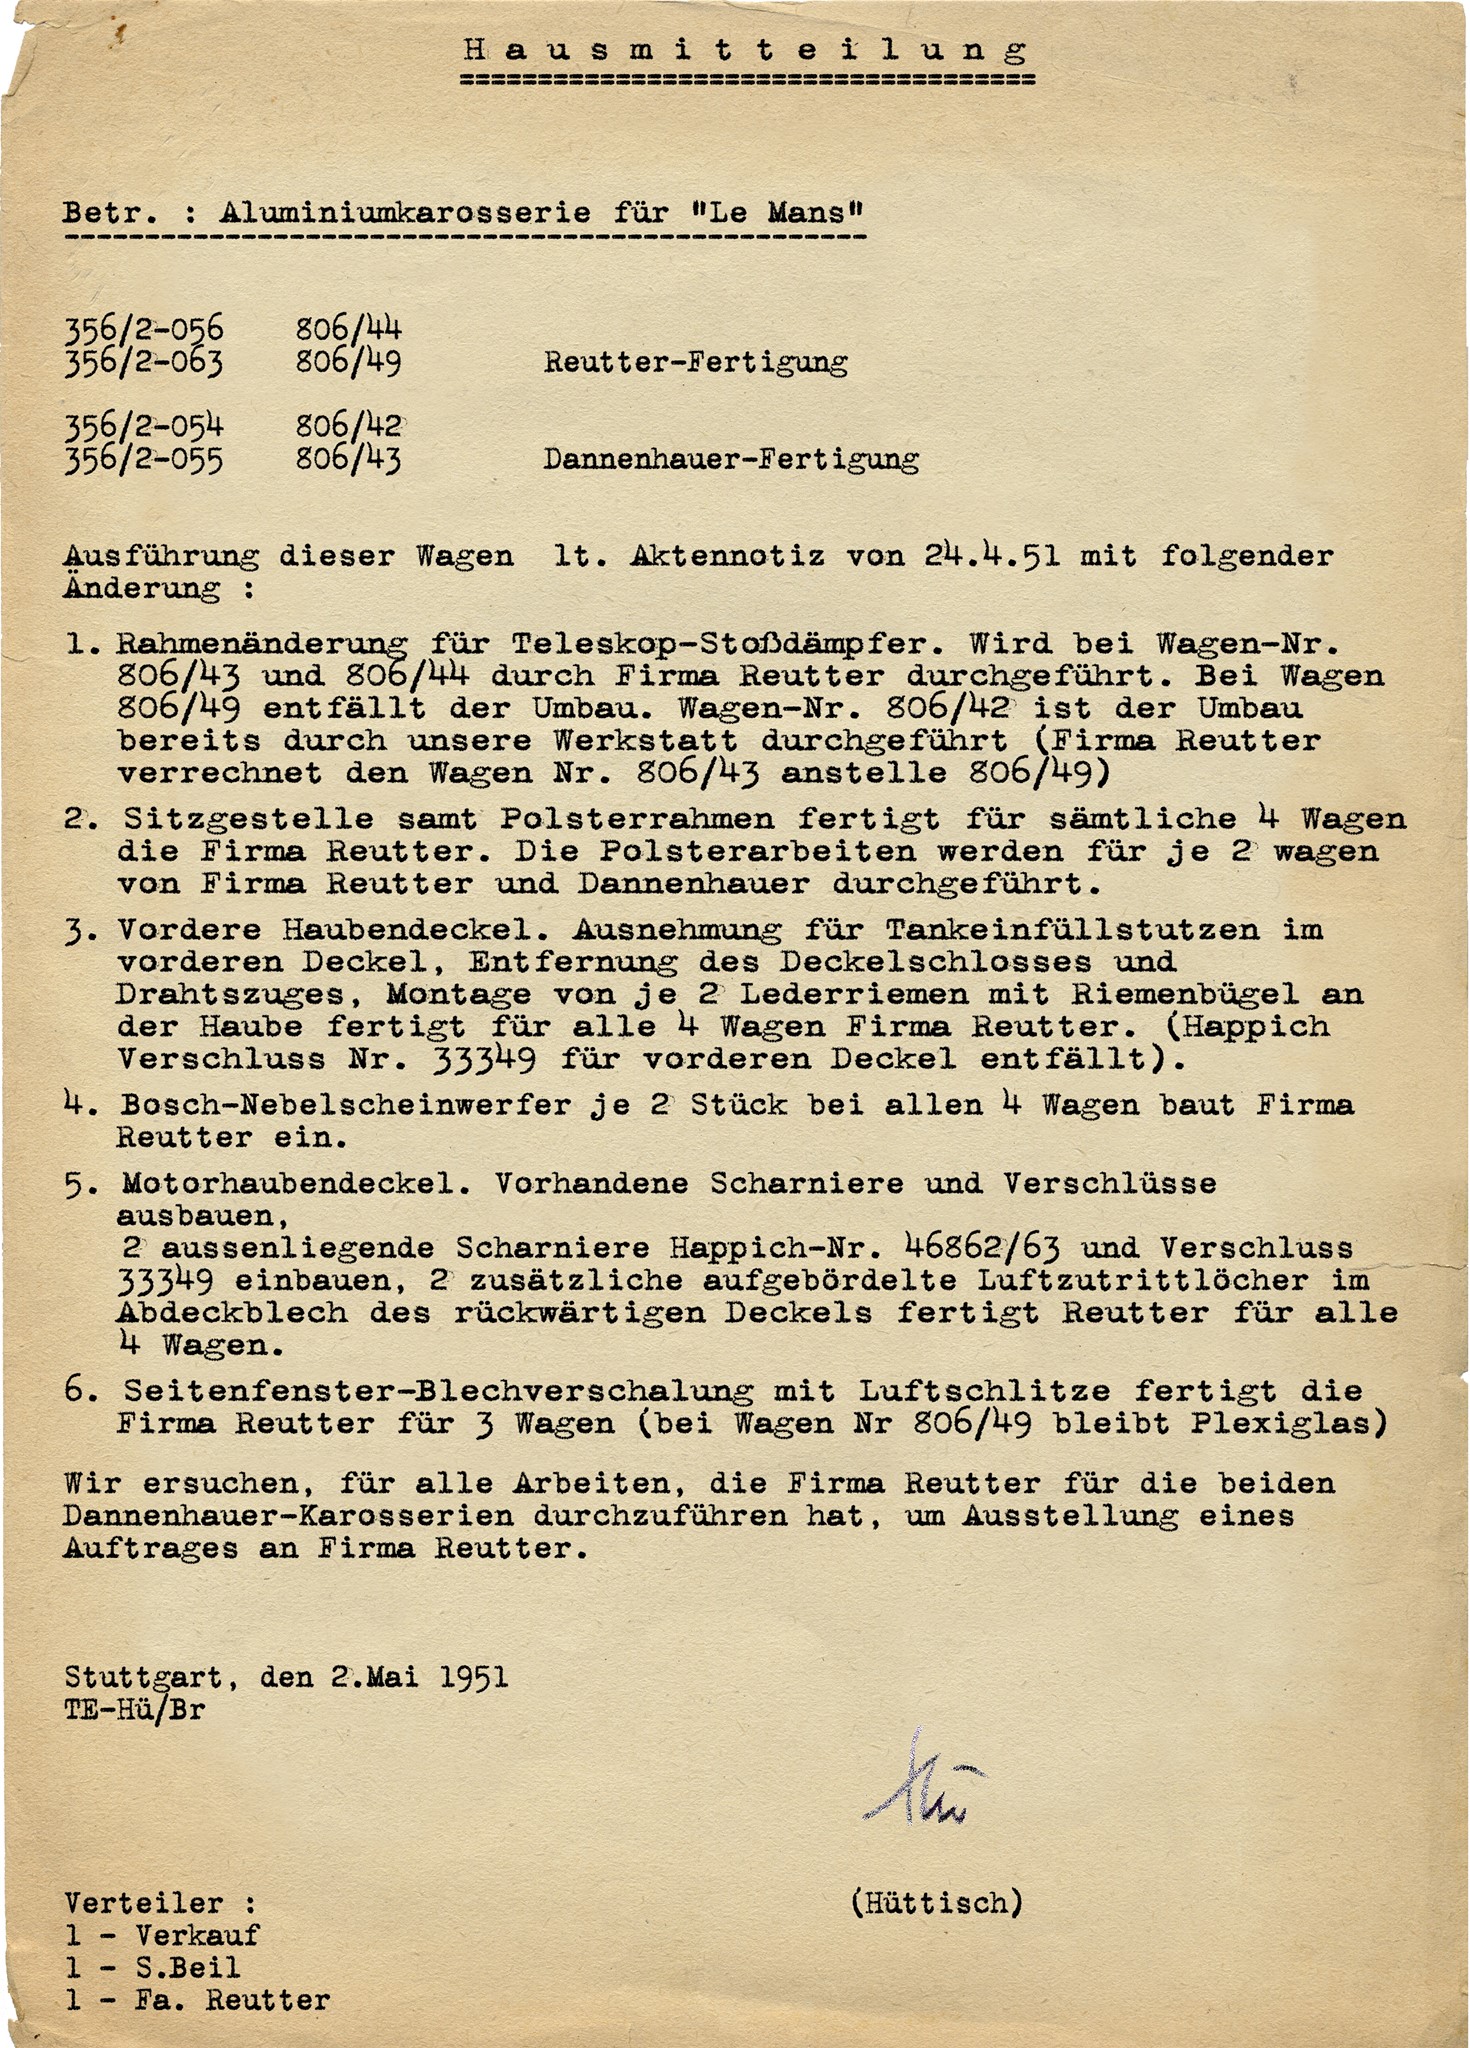 Hausmitteilung
Betr. : Aluminiumkarosserie für "Le Mans"
356/2-056 806/44
356/2-063 806/49 Reutter-Fertigung
356/2-054 806/42
356/2-055 806/43 Dannenhauer-Fertigung
Ausführung dieser Wagen lt. Aktennotiz von 24.4.51 mit folgender
Änderung :
1. Rahmenänderung für Teleskop-Stoßdämpfer. Wird bei Wagen-Nr.
806/43 und 806/44 durch Firma Reutter durchgeführt. Bei Wagen
806/49 entfällt der Umbau. Wagen-Nr. 806/42 ist der Umbau
bereits durch unsere Werkstatt durchgeführt (Firma Reutter
verrechnet den Wagen Nr. 806/43 anstelle 806/49)
2. Sitzgestelle samt Polsterrahmen fertigt für sämtliche 4 Wagen
die Firma Reutter. Die Polsterarbeiten werden für je 2 wagen
von Firma Reutter und Dannenhauer durchgeführt.
3. Vordere Haubendeckel. Ausnehmung für Tankeinfüllstutzen im
vorderen Deckel, Entfernung des Deckelschlosses und
Drahtszuges, Montage von je 2 Lederriemen mit Riemenbügel an
der Haube fertigt für alle 4 Wagen Firma Reutter. (Happich
Verschluss Nr. 33349 für vorderen Deckel entfällt).
4. Bosch-Nebelscheinwerfer je 2 Stück bei allen 4 Wagen baut Firma
Reutter ein.
5. Motorhaubendeckel. Vorhandene Scharniere und Verschlüsse
ausbauen,
2 aussenliegende Scharniere Happich-Nr. 46862/63 und Verschluss
33349 einbauen, 2 zusätzliche aufgebördelte Luftzutrittlöcher im
Abdeckblech des rückwärtigen Deckels fertigt Reutter für alle
4 Wagen.
6. Seitenfenster-Blechverschalung mit Luftschlitze fertigt die
Firma Reutter für 3 Wagen (bei Wagen Nr 806/49 bleibt Plexiglas)
Wir ersuchen, für alle Arbeiten, die Firma Reutter für die beiden
Dannenhauer-Karosserien durchzuführen hat, um Ausstellung eines
Auftrages an Firma Reutter.
Stuttgart, den 2.Mai 1951
TE-Hü/Br
Hü
Verteiler : (Hüttisch)
1 - Verkauf
1 - S.Beil
1 - Fa. Reutter